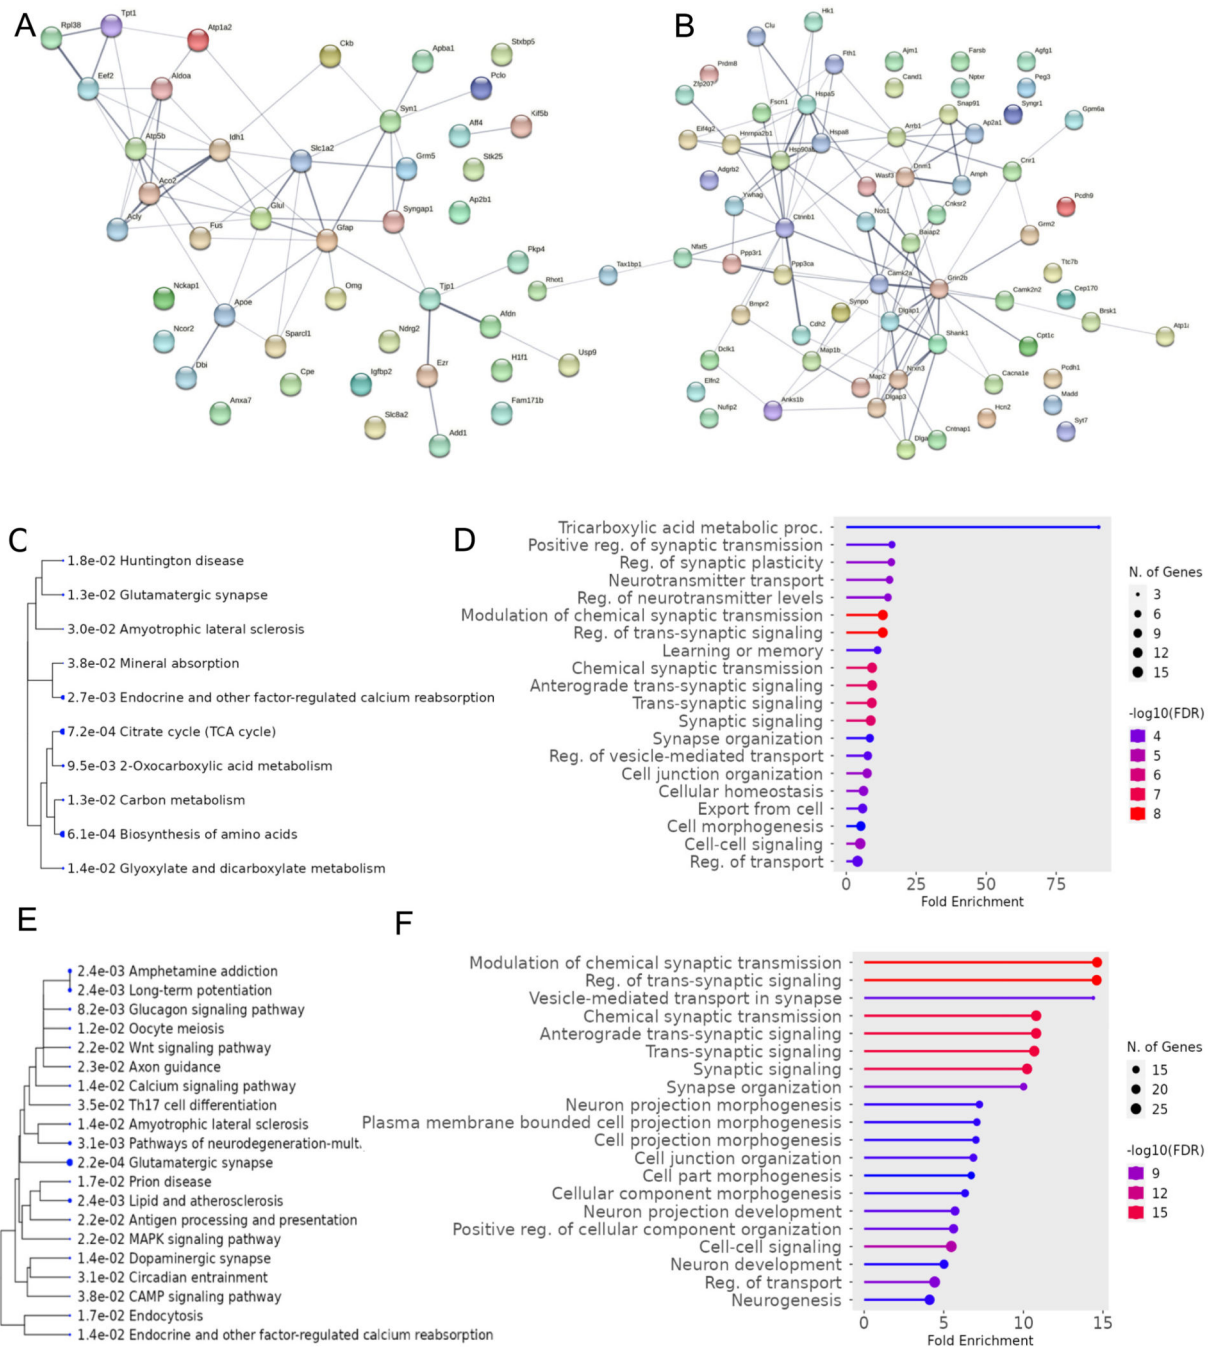 A
Tpt1
Rpl38
Atp1a2
Ckb
Apba1
Stxbp5
Eef2
Aldoa
Pclo
Syn1
Aff4
Kif5b
Atp5b
Idh1
Slc1a2
Grm5
Stk25
Aco2
Acly
Fus
Glul
Gfap
Syngap1
Ap2b1
Fkp4
Rhot1
Tax1bp1
Nckap1
Apoe
Omg
Tjp1
Afdn
Ncor2
Sparcl1
Ndrg2
Usp9
Dbi
Cpe
Igfbp2
Ezr
H1f1
Anxa7
Slc8a2
Fam171b
Add1
B
Hk1
Clu
Fth1
Ajm1
Farsb
Agfg1
Prdm8
Cand1
Nptxr
Peg3
Zfp207
Fscn1
Hspa5
Snap91
Syngr1
Gpm6a
Eif4g2
Hnrnpa2b1
Hspa8
Arrb1
Ap2a1
Hsp90a
Adgrb2
Wasf3
Dnm1
Amph
Cnr1
Ywhag
Cnksr2
Pcdh9
Ctnnb1
Nos1
Grm2
Baiap2
Nfat5
Ppp3r1
Ppp3ca
Camk2a
Grin2b
Ttc7b
Camk2n2
Cep170
Bmpr2
Synpo
Dlgap1
Brsk1
Cdh2
Shank1
Cpt1c
Atp1
Dclk1
Map1b
Map2
Nrxn3
Cacna1e
Pcdh1
Elfn2
Nufip2
Anks1b
Dlgap3
Hcn2
Madd
Dlga
Cntnap1
Syt7
C
1.8e-02 Huntington disease
1.3e-02 Glutamatergic synapse
3.0e-02 Amyotrophic lateral sclerosis
3.8e-02 Mineral absorption
2.7e-03 Endocrine and other factor-regulated calcium reabsorption
7.2e-04 Citrate cycle (TCA cycle)
9.5e-03 2-Oxocarboxylic acid metabolism
1.3e-02 Carbon metabolism
6.1e-04 Biosynthesis of amino acids
1.4e-02 Glyoxylate and dicarboxylate metabolism
D
Tricarboxylic acid metabolic proc.
Positive reg. of synaptic transmission
Reg. of synaptic plasticity
Neurotransmitter transport
Reg. of neurotransmitter levels
Modulation of chemical synaptic transmission
Reg. of trans-synaptic signaling
Learning or memory
Chemical synaptic transmission
Anterograde trans-synaptic signaling
Trans-synaptic signaling
Synaptic signaling
Synapse organization
Reg. of vesicle-mediated transport
Cell junction organization
Cellular homeostasis
Export from cell
Cell morphogenesis
Cell-cell signaling
Reg. of transport
0 25 50 75
Fold Enrichment
N. of Genes
3
6
9
12
15
-log10(FDR)
4
5
6
7
8
E
2.4e-03 Amphetamine addiction
2.4e-03 Long-term potentiation
8.2e-03 Glucagon signaling pathway
1.2e-02 Oocyte meiosis
2.2e-02 Wnt signaling pathway
2.3e-02 Axon guidance
1.4e-02 Calcium signaling pathway
3.5e-02 Th17 cell differentiation
1.4e-02 Amyotrophic lateral sclerosis
3.1e-03 Pathways of neurodegeneration-mult.
2.2e-04 Glutamatergic synapse
1.7e-02 Prion disease
2.4e-03 Lipid and atherosclerosis
2.2e-02 Antigen processing and presentation
2.2e-02 MAPK signaling pathway
1.4e-02 Dopaminergic synapse
3.1e-02 Circadian entrainment
3.8e-02 CAMP signaling pathway
1.7e-02 Endocytosis
1.4e-02 Endocrine and other factor-regulated calcium reabsorption
F
Modulation of chemical synaptic transmission
Reg. of trans-synaptic signaling
Vesicle-mediated transport in synapse
Chemical synaptic transmission
Anterograde trans-synaptic signaling
Trans-synaptic signaling
Synaptic signaling
Synapse organization
Neuron projection morphogenesis
Plasma membrane bounded cell projection morphogenesis
Cell projection morphogenesis
Cell junction organization
Cell part morphogenesis
Cellular component morphogenesis
Neuron projection development
Positive reg. of cellular component organization
Cell-cell signaling
Neuron development
Reg. of transport
Neurogenesis
0 5 10 15
Fold Enrichment
N. of Genes
15
20
25
-log10(FDR)
9
12
15